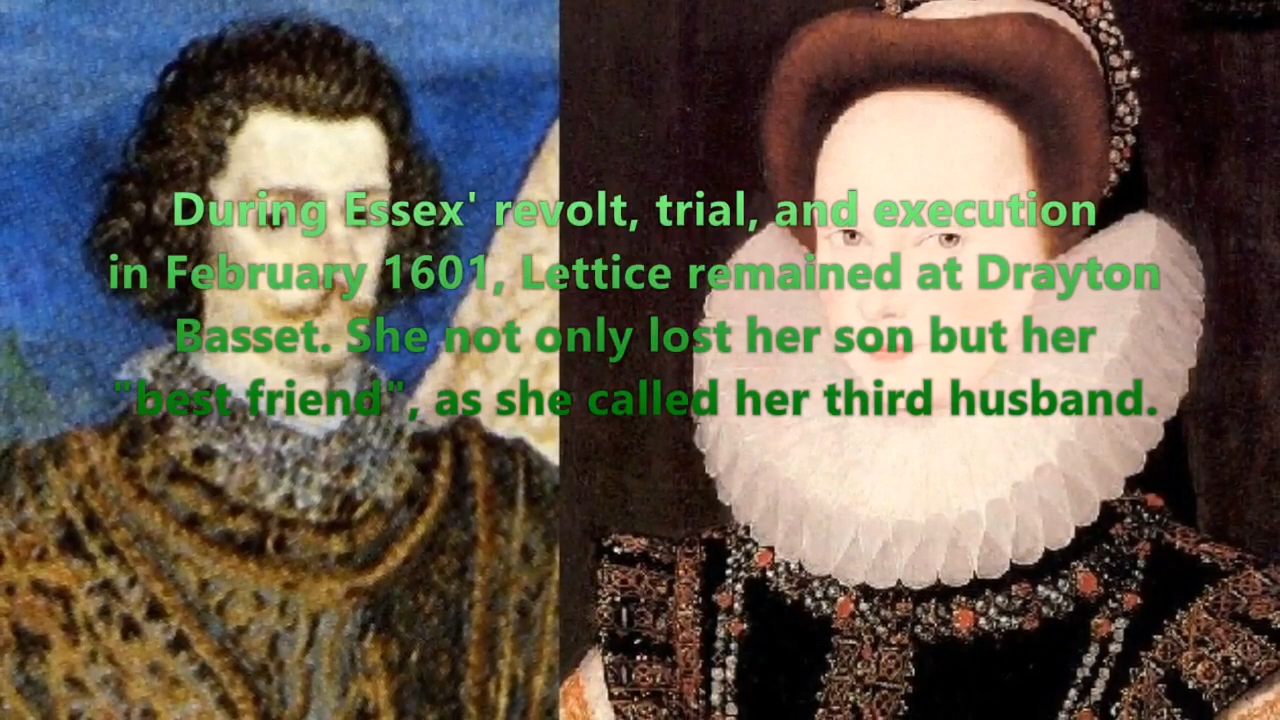 During Essex' revolt, trial, and execution
in February 1601, Lettice remained at Drayton
Basset. She not only lost her son but her
"best friend", as she called her third husband.